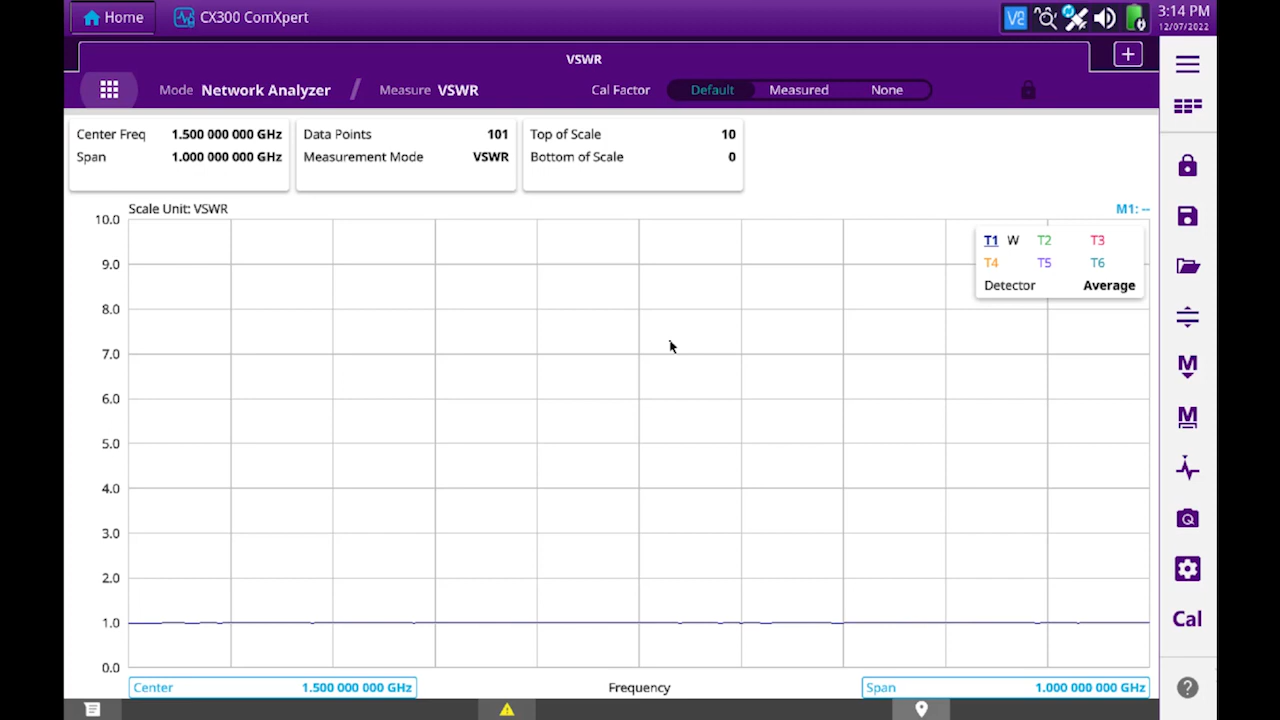 Home
CX300 ComXpert
3:14 PM
12/07/2022
VSWR
Mode Network Analyzer / Measure VSWR
Cal Factor Default Measured None
Center Freq 1.500 000 000 GHz
Span 1.000 000 000 GHz
Data Points 101
Measurement Mode VSWR
Top of Scale 10
Bottom of Scale 0
Scale Unit: VSWR
M1: --
T1 W T2 T3
T4 T5 T6
Detector Average
10.0
9.0
8.0
7.0
6.0
5.0
4.0
3.0
2.0
1.0
0.0
Center 1.500 000 000 GHz
Frequency
Span 1.000 000 000 GHz
M
M
Cal